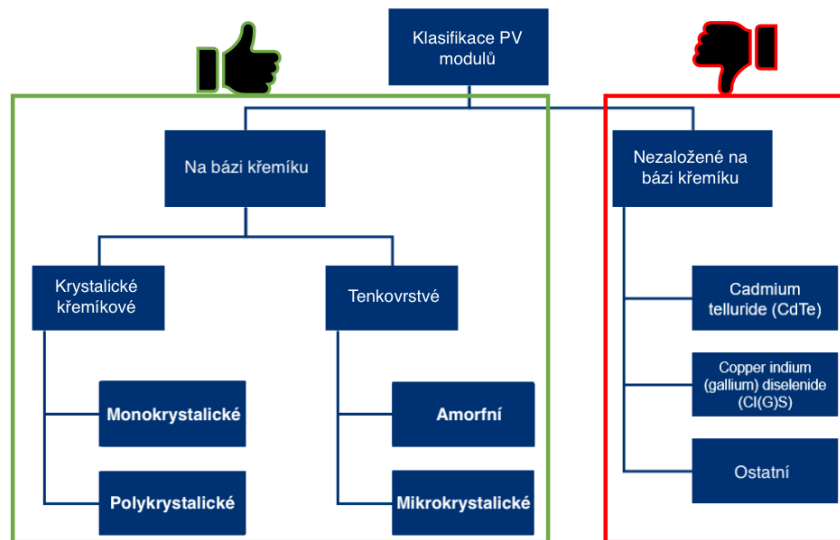 Klasifikace PV
modulů
Na bázi křemíku
Nezaložené na
bázi křemíku
Krystalické
křemíkové
Tenkovrstvé
Cadmium
telluride (CdTe)
Monokrystalické
Amorfní
Copper indium
(gallium) diselenide
(CI(G)S)
Polykrystalické
Mikrokrystalické
Ostatní